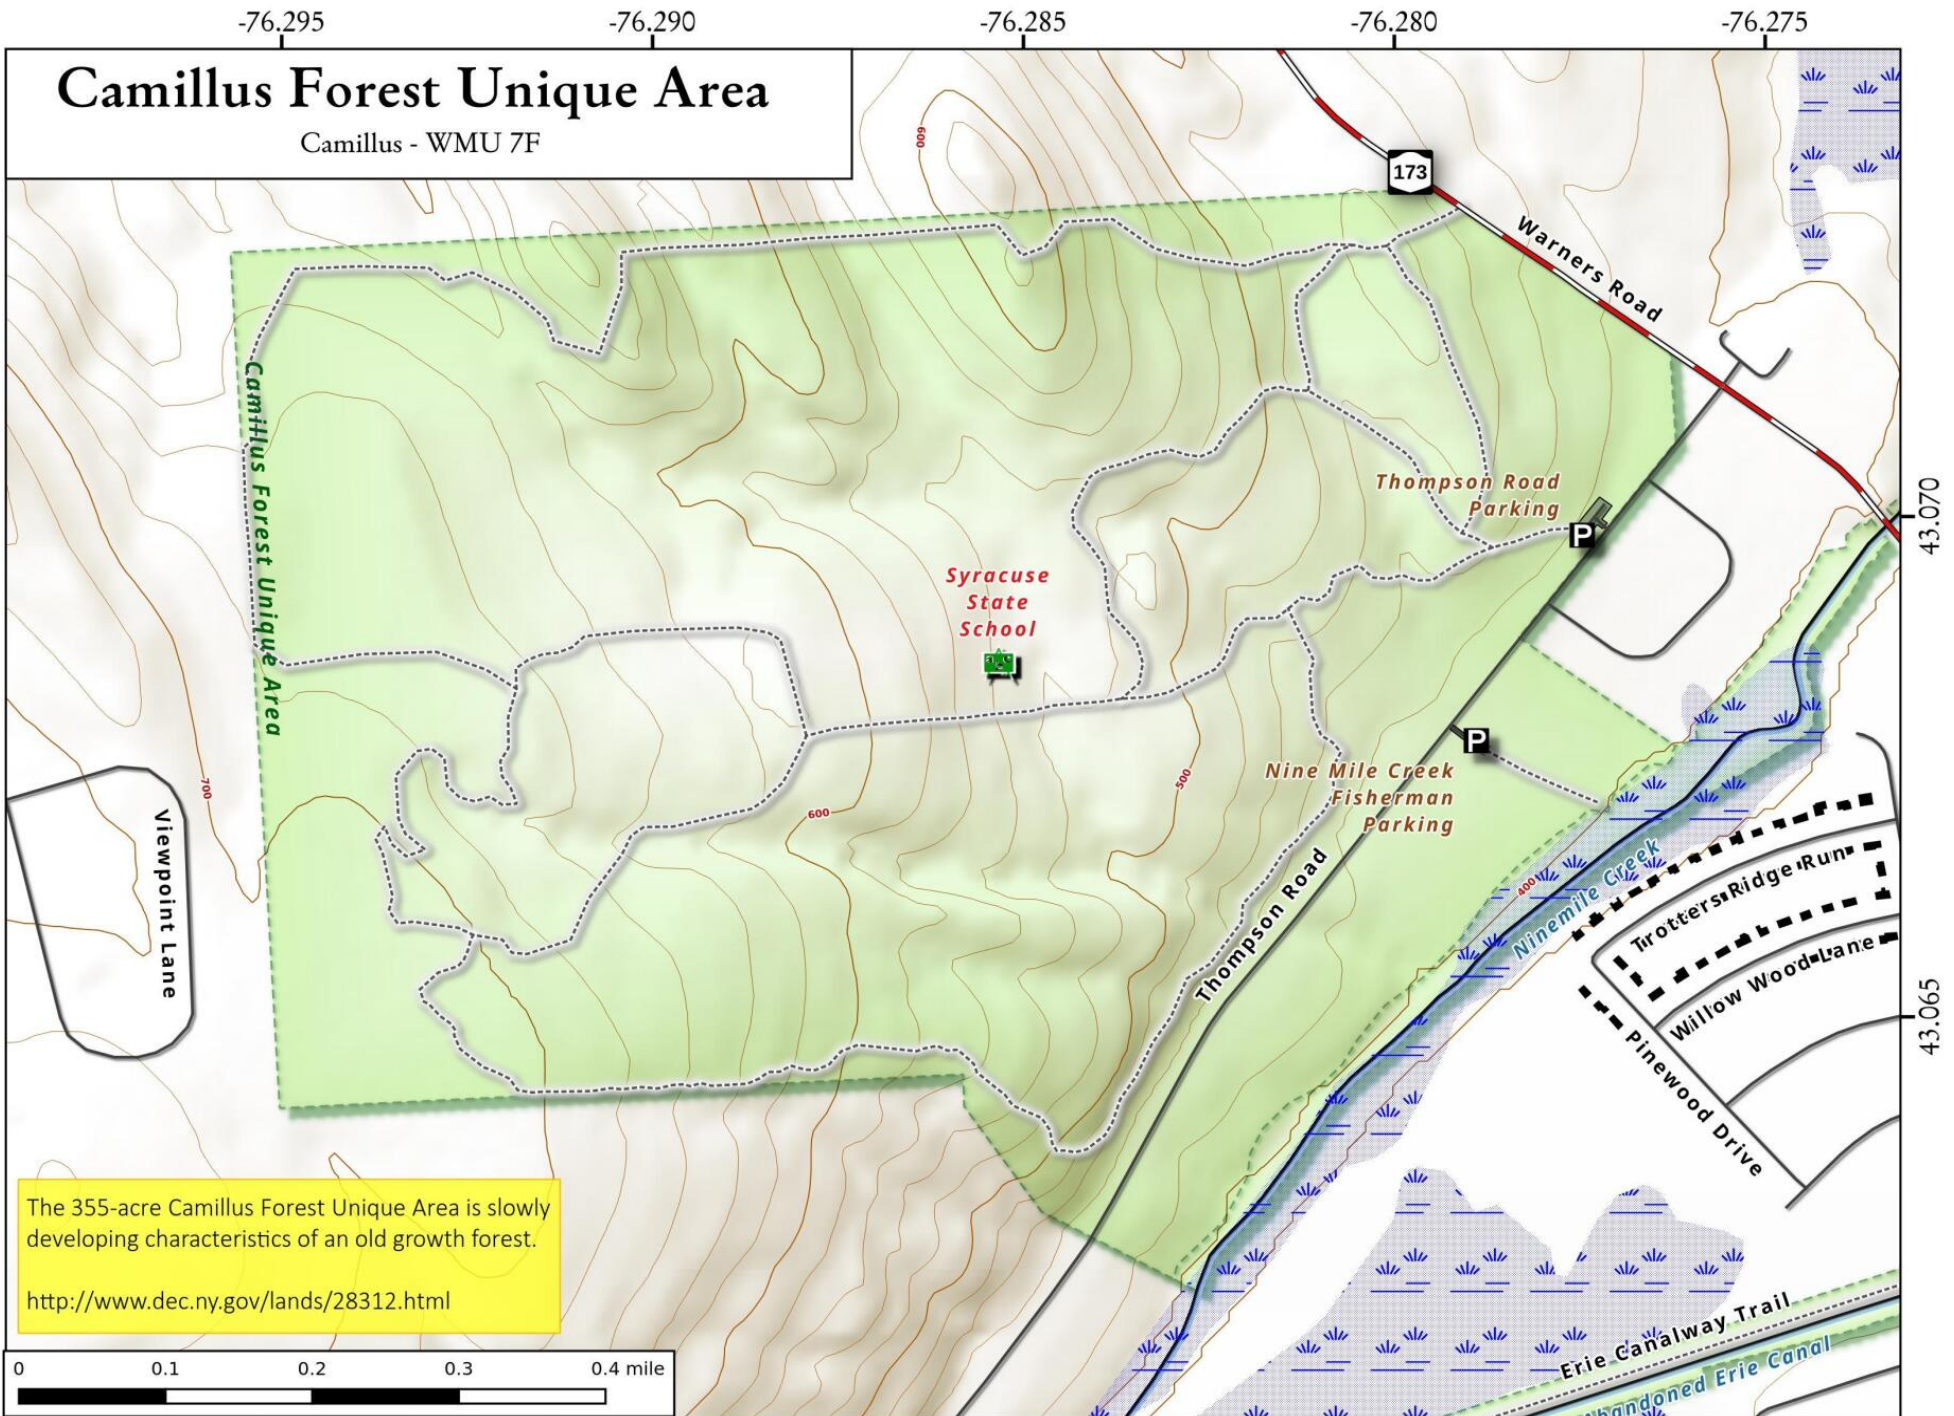 -76.295
-76.290
-76.285
-76.280
-76.275
Camillus Forest Unique Area
Camillus - WMU 7F
600
173
Warners Road
Camillus Forest Unique Area
Thompson Road
Parking
P
43.070
Syracuse
State
School
P
Nine Mile Creek
Fisherman
Parking
700
600
500
400
Viewpoint Lane
Thompson Road
Ninemile Creek
Trotters Ridge Run
Willow Wood Lane
Pinewood Drive
43.065
The 355-acre Camillus Forest Unique Area is slowly
developing characteristics of an old growth forest.
http://www.dec.ny.gov/lands/28312.html
Erie Canalway Trail
bandoned Erie Canal
0 0.1 0.2 0.3 0.4 mile